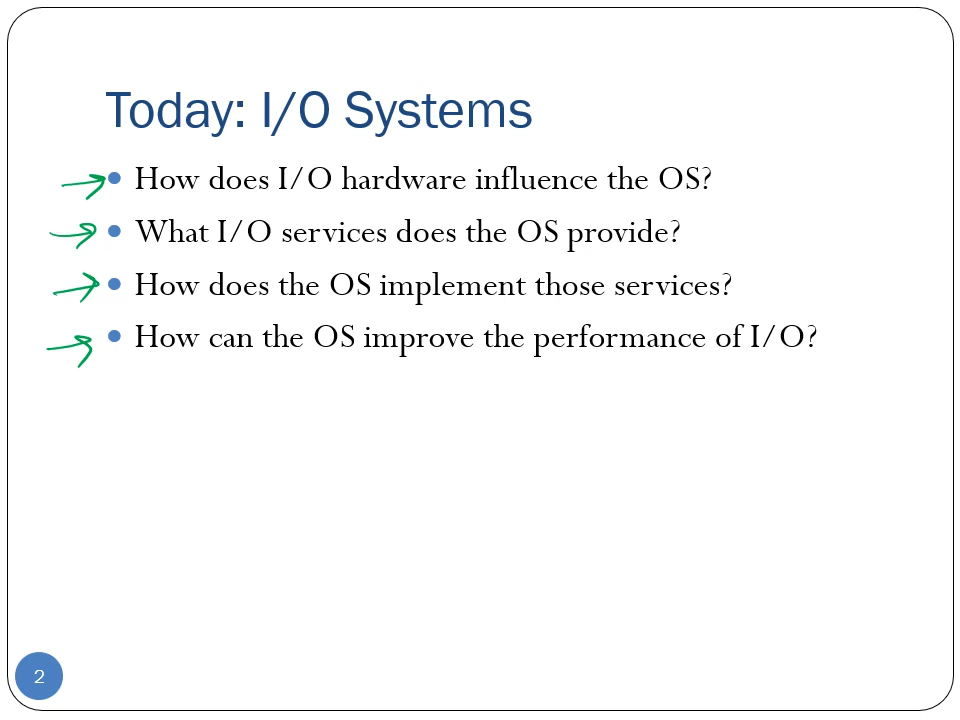 Today: I/O Systems
How does I/O hardware influence the OS?
What I/O services does the OS provide?
How does the OS implement those services?
How can the OS improve the performance of I/O?
2